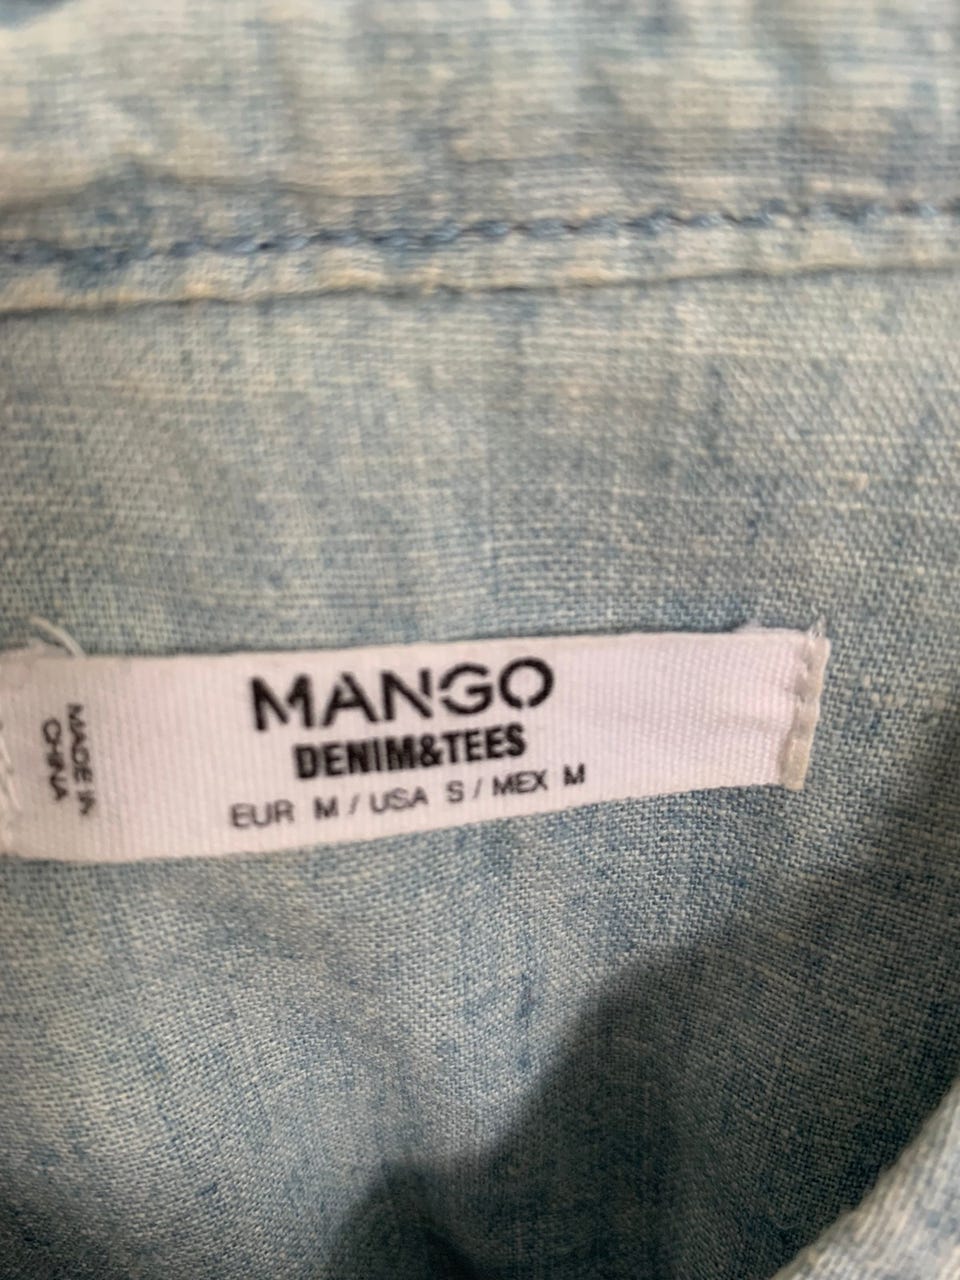 MANGO
DENIM&TEES
EUR M / USA S / MEX M
MADE IN
CHINA